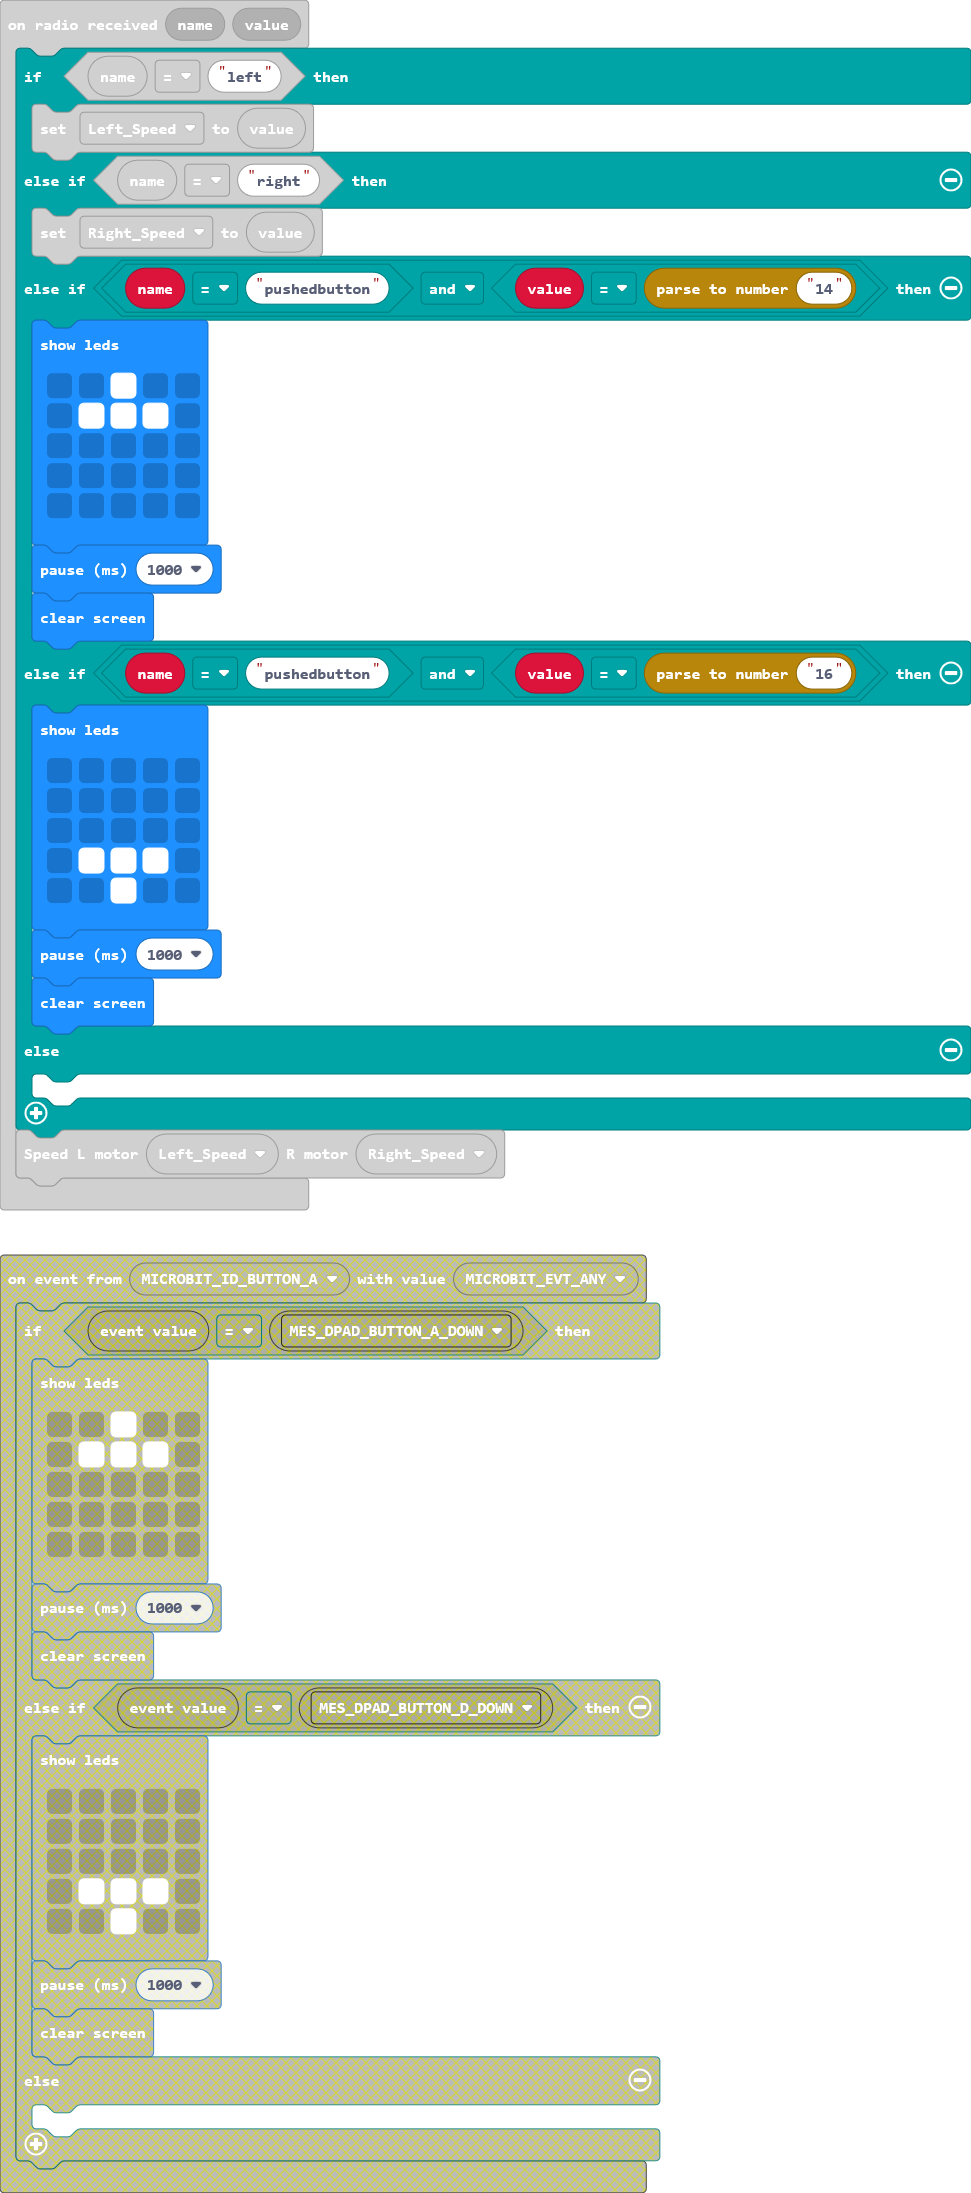 on radio received name value
if name = "left" then
set Left_Speed to value
else if name = "right" then
set Right_Speed to value
else if name = "pushedbutton" and value = parse to number "14" then
show leds
pause (ms) 1000
clear screen
else if name = "pushedbutton" and value = parse to number "16" then
show leds
pause (ms) 1000
clear screen
else
Speed L motor Left_Speed R motor Right_Speed
on event from MICROBIT_ID_BUTTON_A with value MICROBIT_EVT_ANY
if event value = MES_DPAD_BUTTON_A_DOWN then
show leds
pause (ms) 1000
clear screen
else if event value = MES_DPAD_BUTTON_D_DOWN then
show leds
pause (ms) 1000
clear screen
else